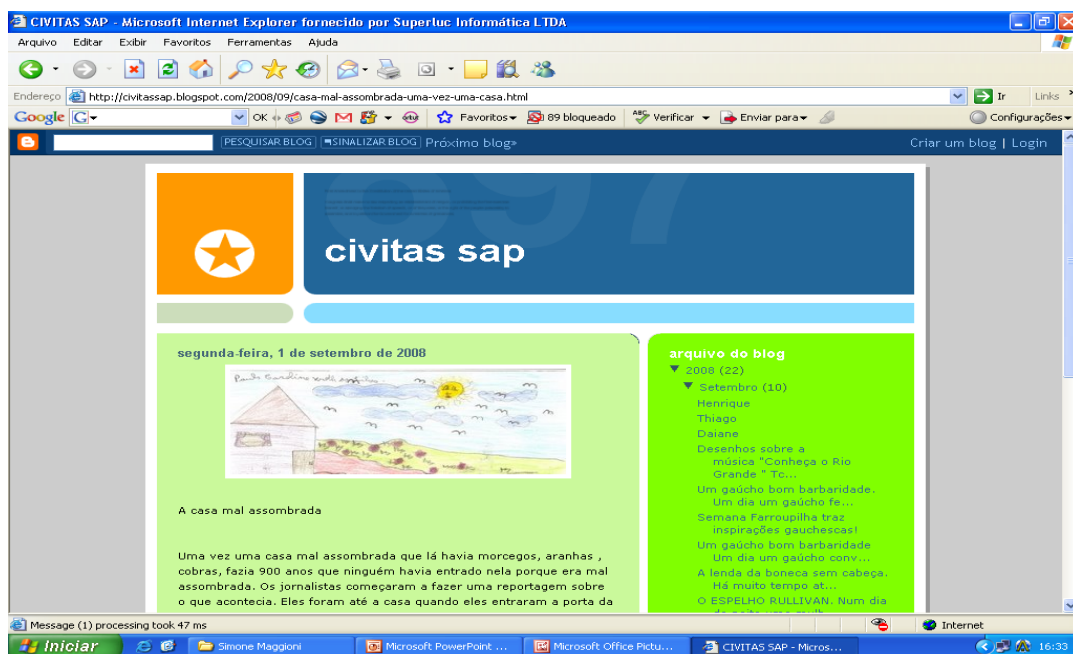 CIVITAS SAP - Microsoft Internet Explorer fornecido por Superluc Informática LTDA
Arquivo Editar Exibir Favoritos Ferramentas Ajuda
Endereço http://civitassap.blogspot.com/2008/09/casa-mal-assombrada-uma-vez-uma-casa.html Ir Links
Google G OK Favoritos 89 bloqueado ABC Verificar Enviar para Configurações
PESQUISAR BLOG SINALIZAR BLOG Próximo blog» Criar um blog | Login
897
civitas sap
segunda-feira, 1 de setembro de 2008
A casa mal assombrada
Uma vez uma casa mal assombrada que lá havia morcegos, aranhas ,
cobras, fazia 900 anos que ninguém havia entrado nela porque era mal
assombrada. Os jornalistas começaram a fazer uma reportagem sobre
o que acontecia. Eles foram até a casa quando eles entraram a porta da
arquivo do blog
▼ 2008 (22)
▼ Setembro (10)
Henrique
Thiago
Daiane
Desenhos sobre a
música "Conheça o Rio
Grande " Tc...
Um gaúcho bom barbaridade.
Um dia um gaúcho fe...
Semana Farroupilha traz
inspirações gauchescas!
Um gaúcho bom barbaridade
Um dia um gaúcho conv...
A lenda da boneca sem cabeça.
Há muito tempo at...
O ESPELHO RULLIVAN. Num dia
Message (1) processing took 47 ms Internet
Iniciar Simone Maggioni Microsoft PowerPoint ... Microsoft Office Pictu... CIVITAS SAP - Micros... 16:33